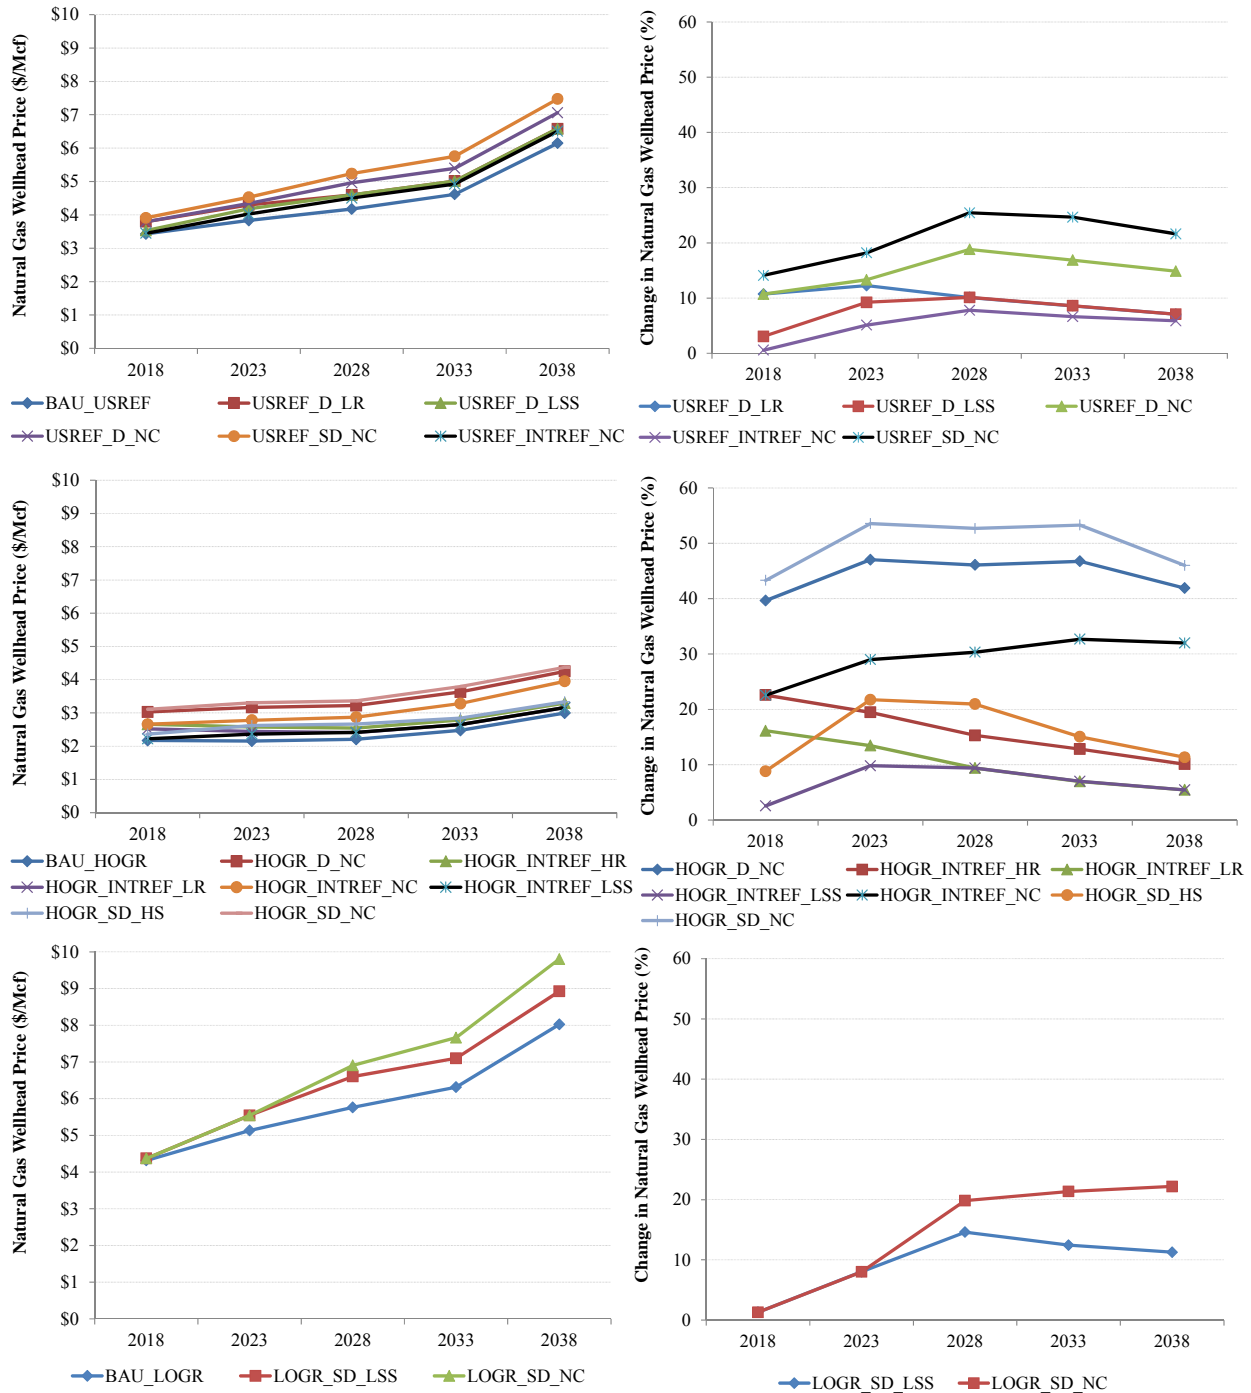 Natural Gas Wellhead Price ($/Mcf)
$10
$9
$8
$7
$6
$5
$4
$3
$2
$1
$0
2018 2023 2028 2033 2038
BAU_USREF USREF_D_LR USREF_D_LSS
USREF_D_NC USREF_SD_NC USREF_INTREF_NC
Change in Natural Gas Wellhead Price (%)
60
50
40
30
20
10
0
2018 2023 2028 2033 2038
USREF_D_LR USREF_D_LSS USREF_D_NC
USREF_INTREF_NC USREF_SD_NC
Natural Gas Wellhead Price ($/Mcf)
$10
$9
$8
$7
$6
$5
$4
$3
$2
$1
$0
2018 2023 2028 2033 2038
BAU_HOGR HOGR_D_NC HOGR_INTREF_HR
HOGR_INTREF_LR HOGR_INTREF_NC HOGR_INTREF_LSS
HOGR_SD_HS HOGR_SD_NC
Change in Natural Gas Wellhead Price (%)
60
50
40
30
20
10
0
2018 2023 2028 2033 2038
HOGR_D_NC HOGR_INTREF_HR HOGR_INTREF_LR
HOGR_INTREF_LSS HOGR_INTREF_NC HOGR_SD_HS
HOGR_SD_NC
Natural Gas Wellhead Price ($/Mcf)
$10
$9
$8
$7
$6
$5
$4
$3
$2
$1
$0
2018 2023 2028 2033 2038
BAU_LOGR LOGR_SD_LSS LOGR_SD_NC
Change in Natural Gas Wellhead Price (%)
60
50
40
30
20
10
0
2018 2023 2028 2033 2038
LOGR_SD_LSS LOGR_SD_NC